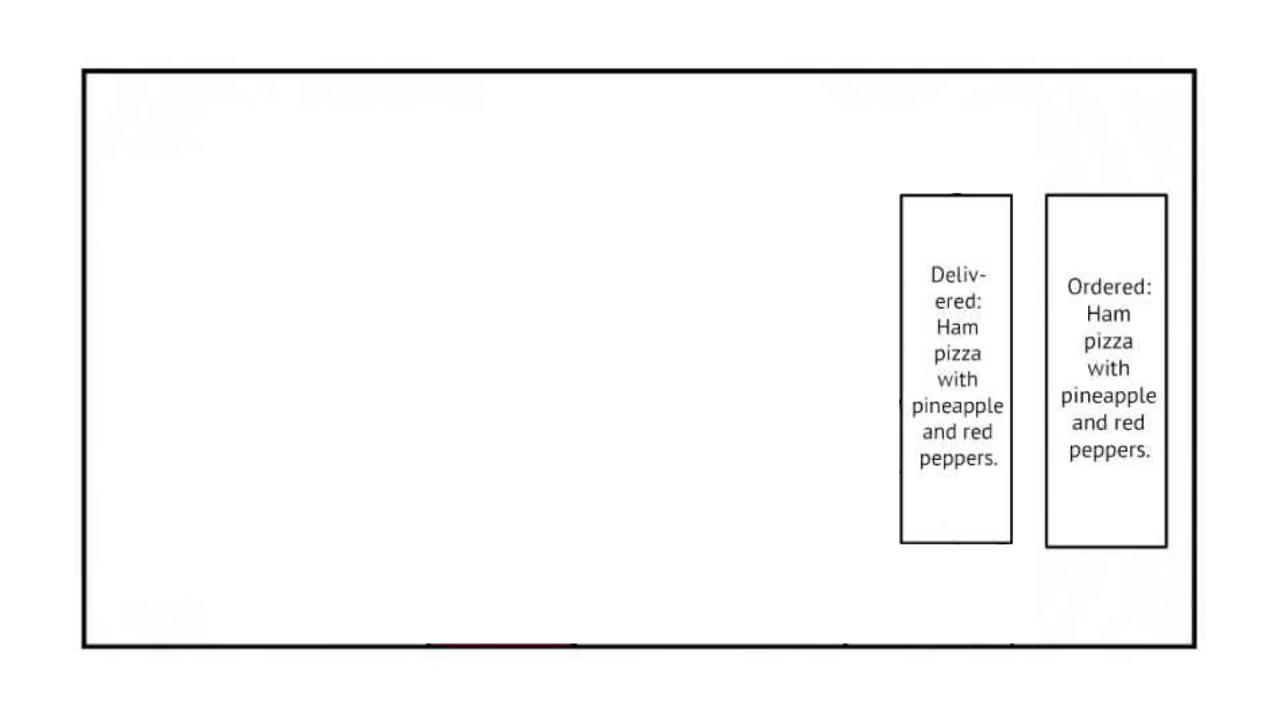 Deliv-
ered:
Ham
pizza
with
pineapple
and red
peppers.
Ordered:
Ham
pizza
with
pineapple
and red
peppers.